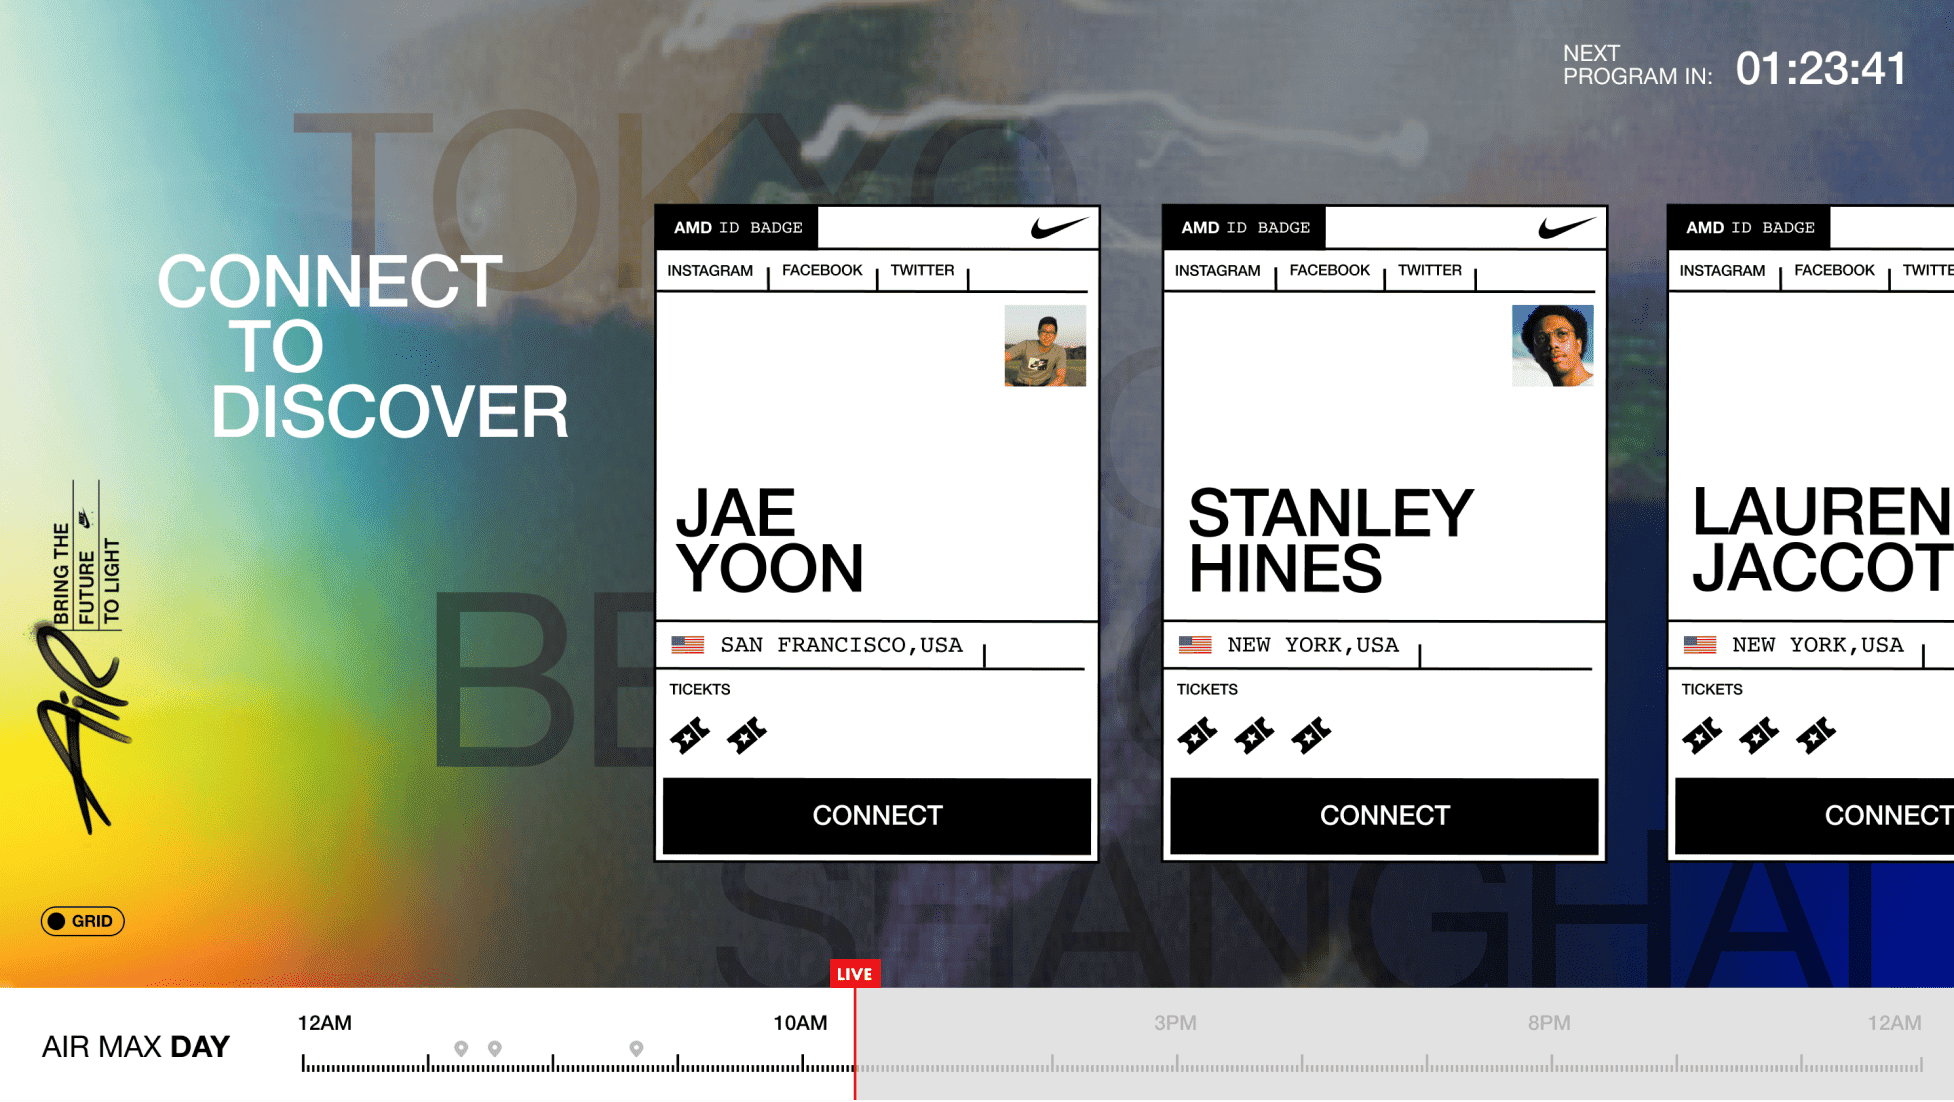 NEXT
PROGRAM IN: 01:23:41
TOKYO
CONNECT
TO
DISCOVER
BRING THE
FUTURE
TO LIGHT
AIR
GRID
AMD ID BADGE
INSTAGRAM FACEBOOK TWITTER
JAE
YOON
SAN FRANCISCO,USA
TICEKTS
CONNECT
AMD ID BADGE
INSTAGRAM FACEBOOK TWITTER
STANLEY
HINES
NEW YORK,USA
TICKETS
CONNECT
AMD ID BADGE
INSTAGRAM FACEBOOK TWITTE
LAUREN
JACCOT
NEW YORK,USA
TICKETS
CONNECT
SHANGHAI
LIVE
AIR MAX DAY
12AM 10AM 3PM 8PM 12AM